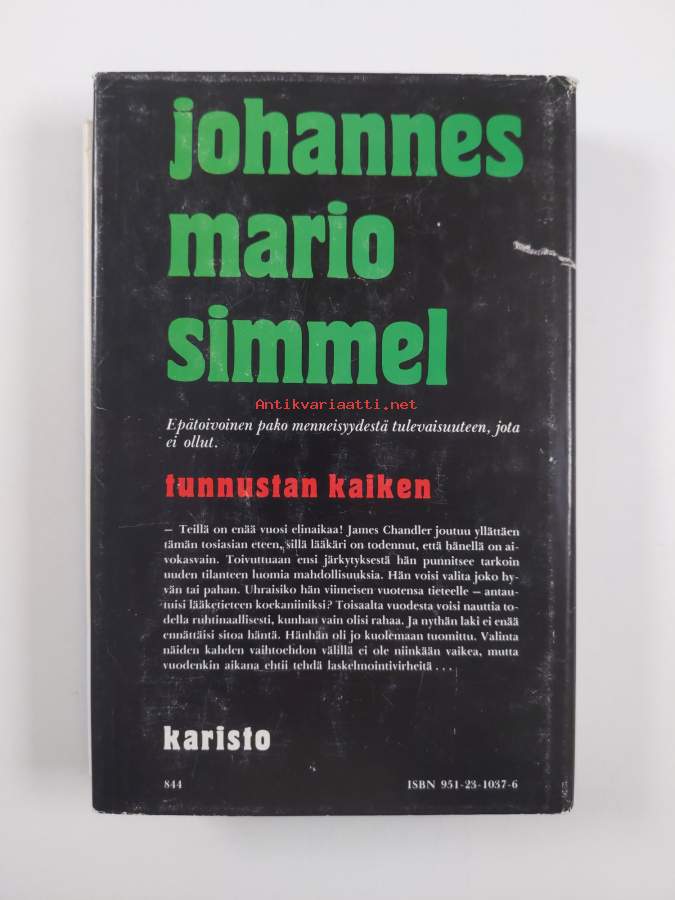 johannes
mario
simmel
Antikvariaatti.net
Epätoivoinen pako menneisyydestä tulevaisuuteen, jota
ei ollut.
tunnustan kaiken
– Teillä on enää vuosi elinaikaa! James Chandler joutuu yllättäen
tämän tosiasian eteen, sillä lääkäri on todennut, että hänellä on ai-
vokasvain. Toivuttuaan ensi järkytyksestä hän punnitsee tarkoin
uuden tilanteen luomia mahdollisuuksia. Hän voisi valita joko hy-
vän tai pahan. Uhraisiko hän viimeisen vuotensa tieteelle – antau-
tuisi lääketieteen koekaniiniksi? Toisaalta vuodesta voisi nauttia to-
della ruhtinaallisesti, kunhan vain olisi rahaa. Ja nythän laki ei enää
ennättäisi sitoa häntä. Hänhän oli jo kuolemaan tuomittu. Valinta
näiden kahden vaihtoehdon välillä ei ole niinkään vaikea, mutta
vuodenkin aikana ehtii tehdä laskelmointivirheitä . . .
karisto
844 ISBN 951-23-1037-6